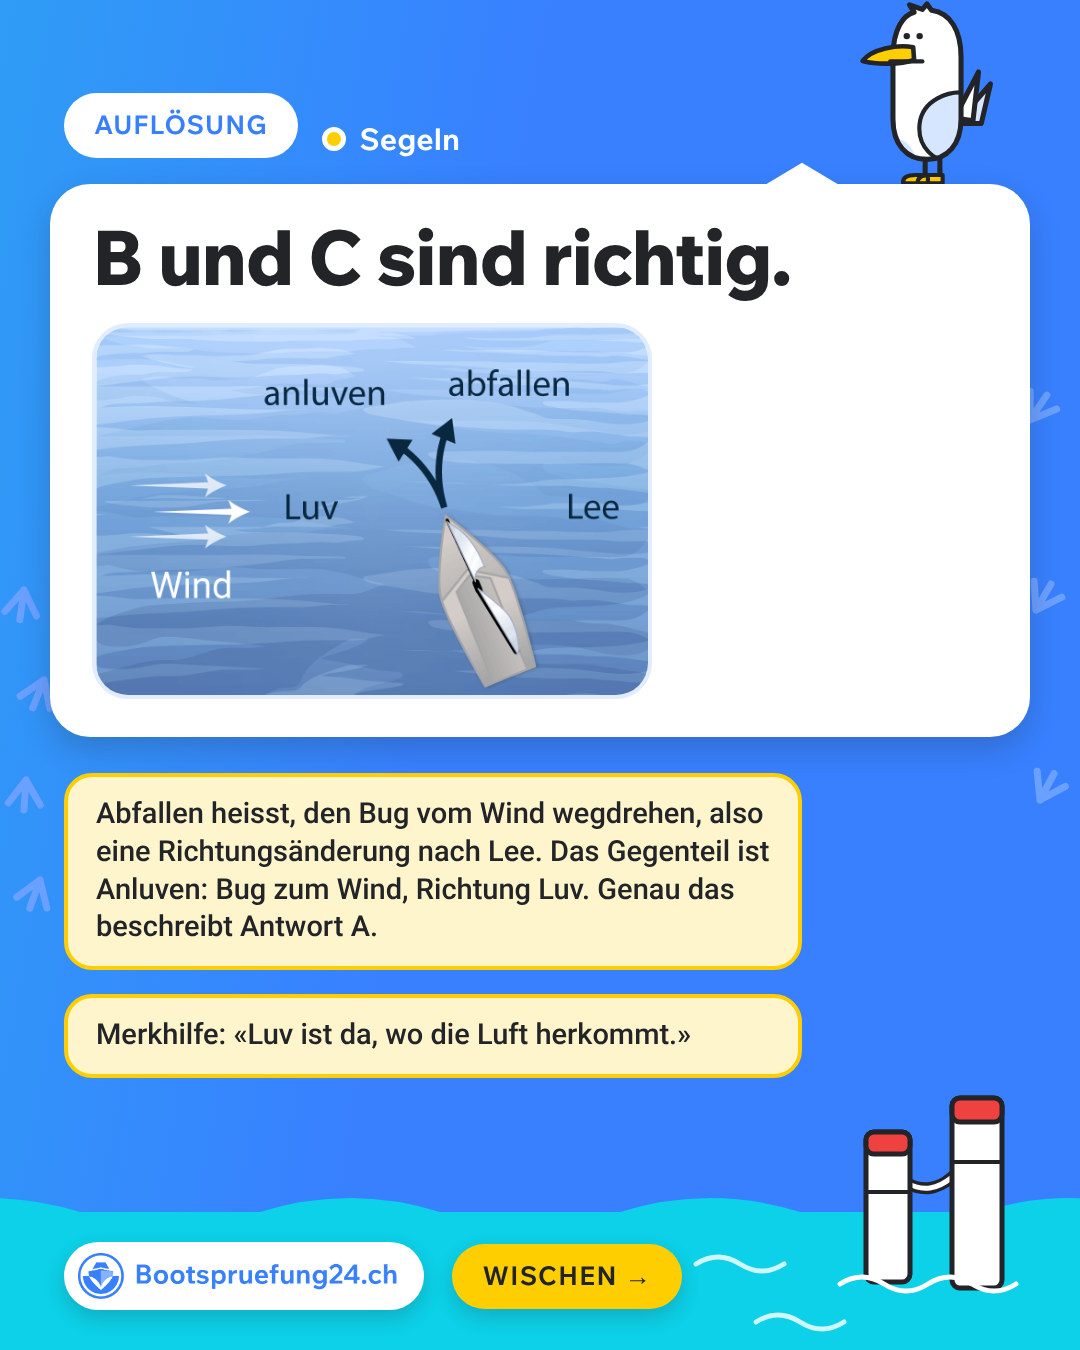 AUFLÖSUNG
Segeln
B und C sind richtig.
anluven
abfallen
Luv
Lee
Wind
Abfallen heisst, den Bug vom Wind wegdrehen, also
eine Richtungsänderung nach Lee. Das Gegenteil ist
Anluven: Bug zum Wind, Richtung Luv. Genau das
beschreibt Antwort A.
Merkhilfe: «Luv ist da, wo die Luft herkommt.»
Bootspruefung24.ch
WISCHEN →